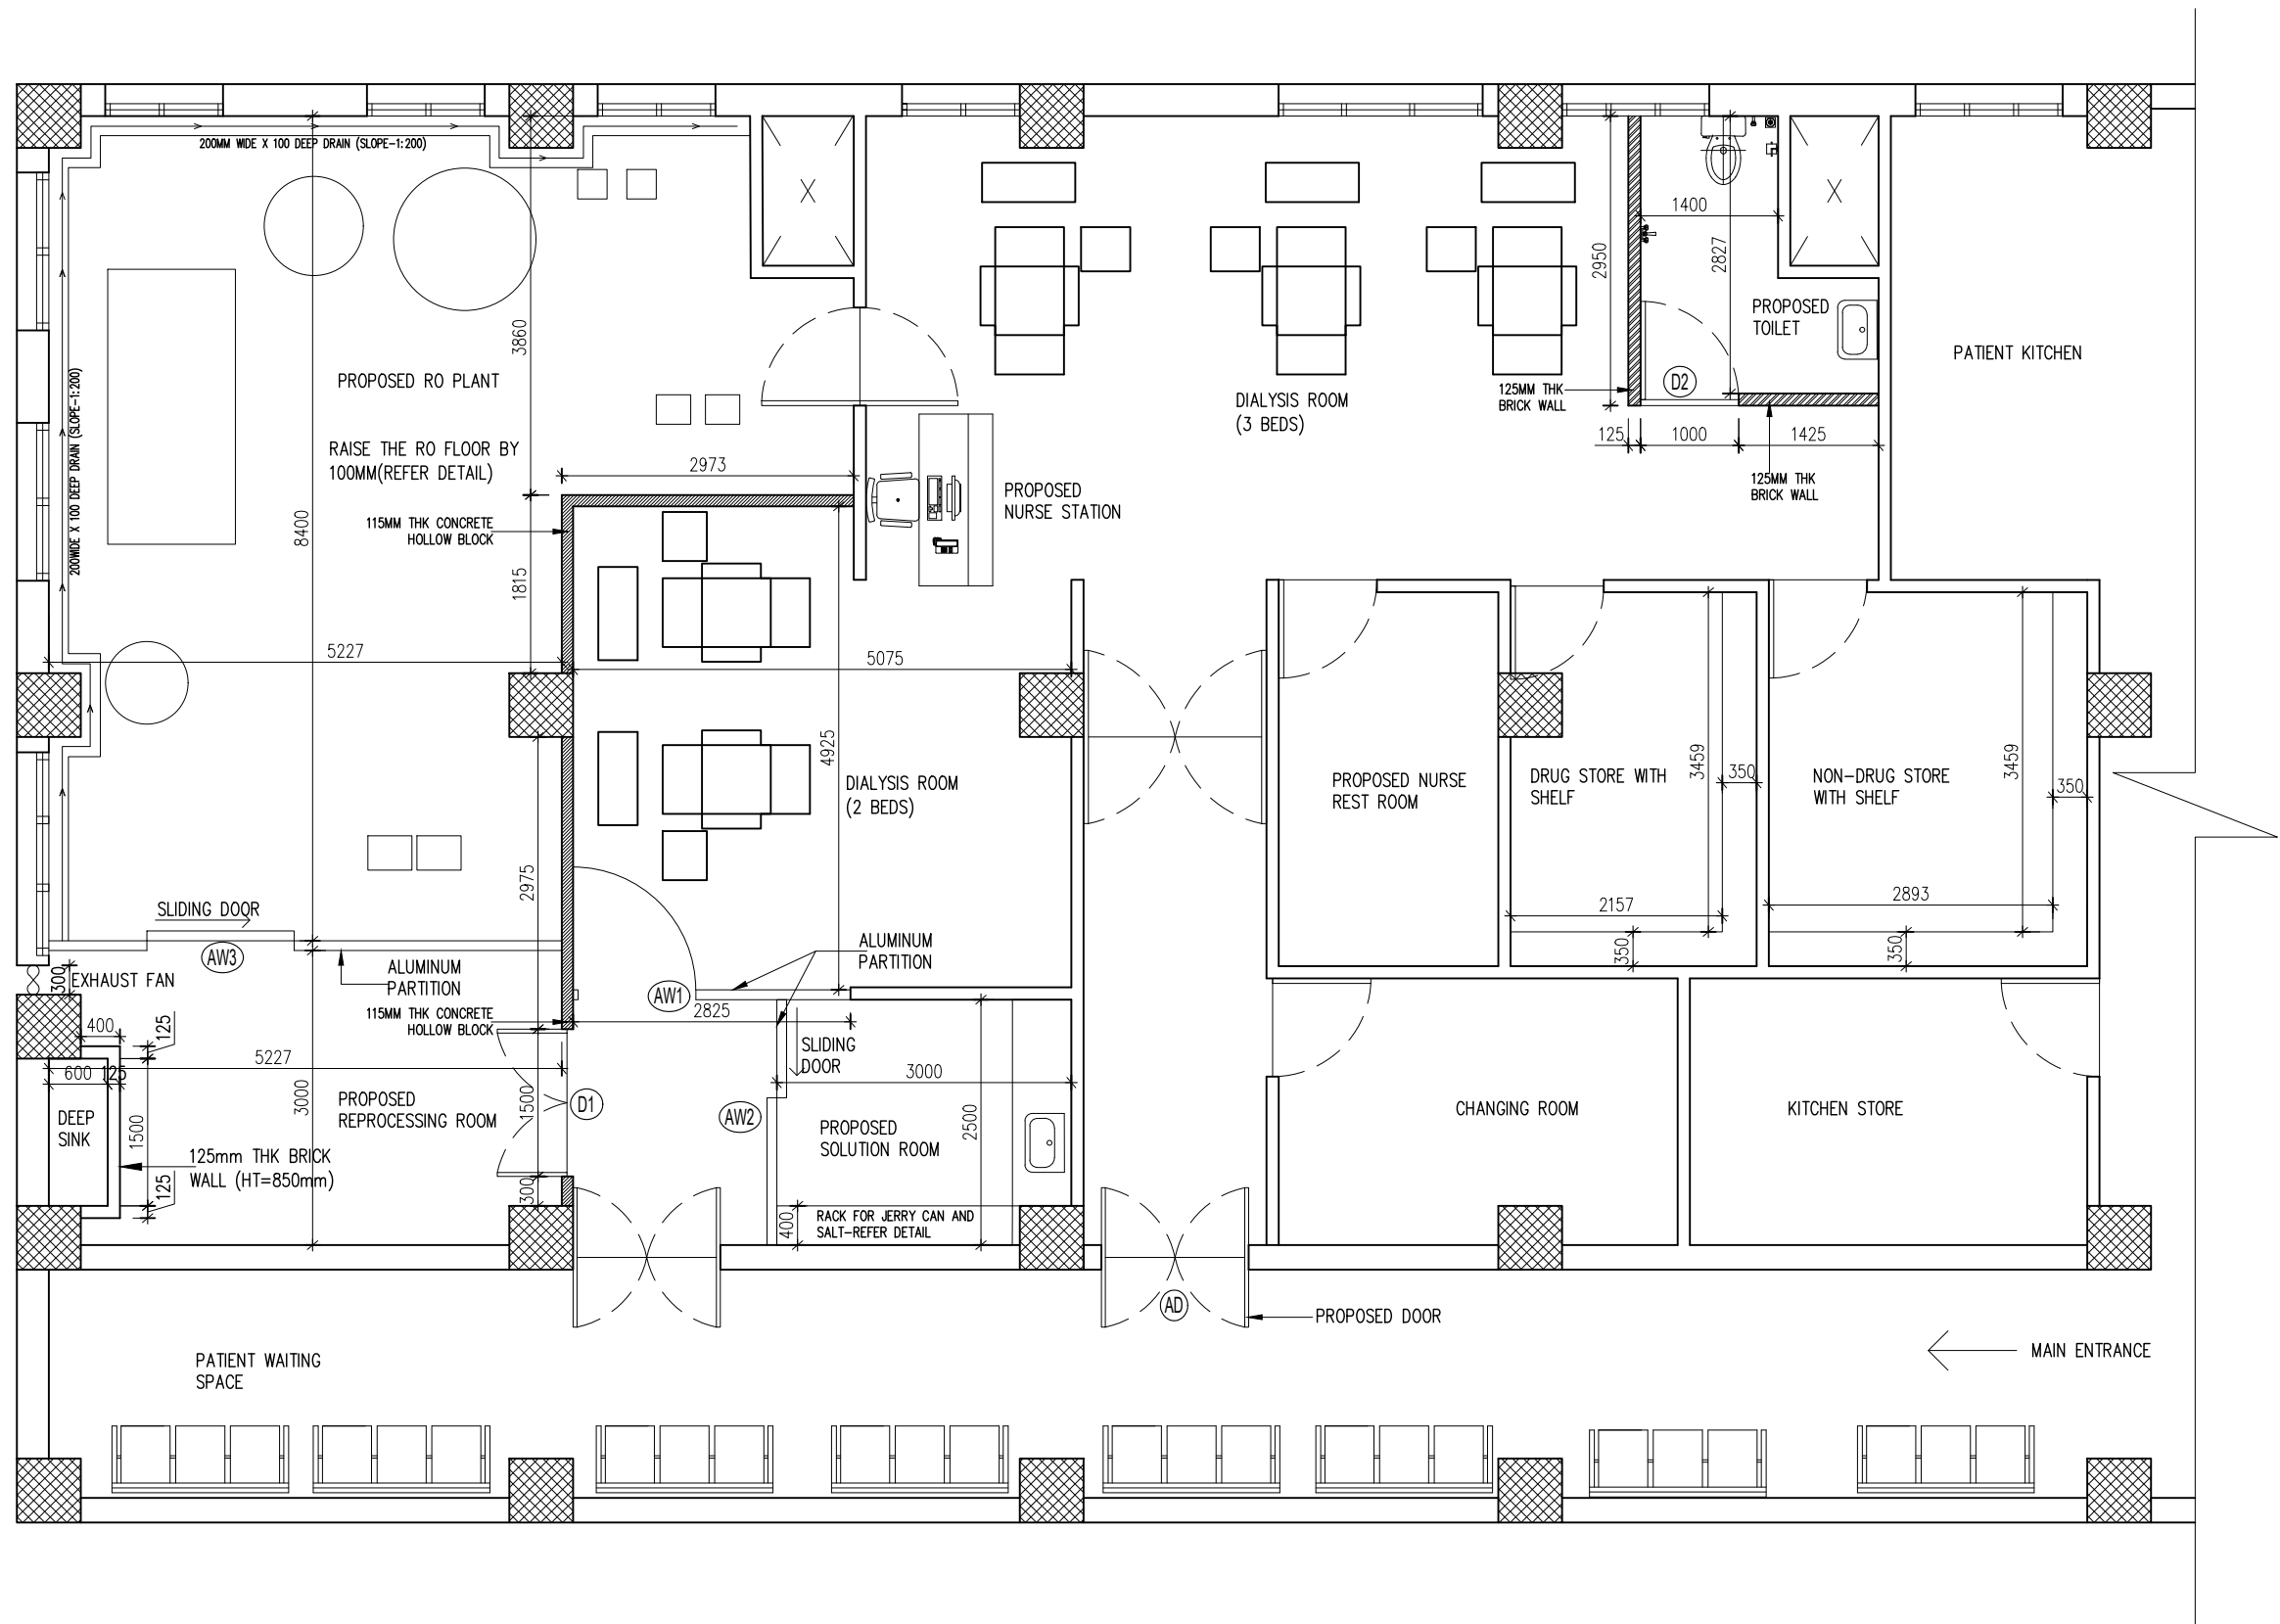 200MM WIDE X 100 DEEP DRAIN (SLOPE-1:200)
200WIDE X 100 DEEP DRAIN (SLOPE-1:200)
PROPOSED RO PLANT
RAISE THE RO FLOOR BY
100MM(REFER DETAIL)
8400
3860
1815
2973
115MM THK CONCRETE
HOLLOW BLOCK
5227
5075
4925
2975
PROPOSED
NURSE STATION
DIALYSIS ROOM
(3 BEDS)
2950
1400
2827
PROPOSED
TOILET
D2
125MM THK
BRICK WALL
125
1000
1425
125MM THK
BRICK WALL
PATIENT KITCHEN
DIALYSIS ROOM
(2 BEDS)
PROPOSED NURSE
REST ROOM
DRUG STORE WITH
SHELF
3459
350
2157
350
NON-DRUG STORE
WITH SHELF
3459
350
2893
350
SLIDING DOOR
AW3
ALUMINUM
PARTITION
300
EXHAUST FAN
ALUMINUM
PARTITION
AW1
2825
115MM THK CONCRETE
HOLLOW BLOCK
400
125
5227
600
125
3000
DEEP
SINK
1500
125
125mm THK BRICK
WALL (HT=850mm)
PROPOSED
REPROCESSING ROOM
1500
D1
300
SLIDING
DOOR
3000
AW2
PROPOSED
SOLUTION ROOM
2500
400
RACK FOR JERRY CAN AND
SALT-REFER DETAIL
CHANGING ROOM
KITCHEN STORE
AD
PROPOSED DOOR
MAIN ENTRANCE
PATIENT WAITING
SPACE